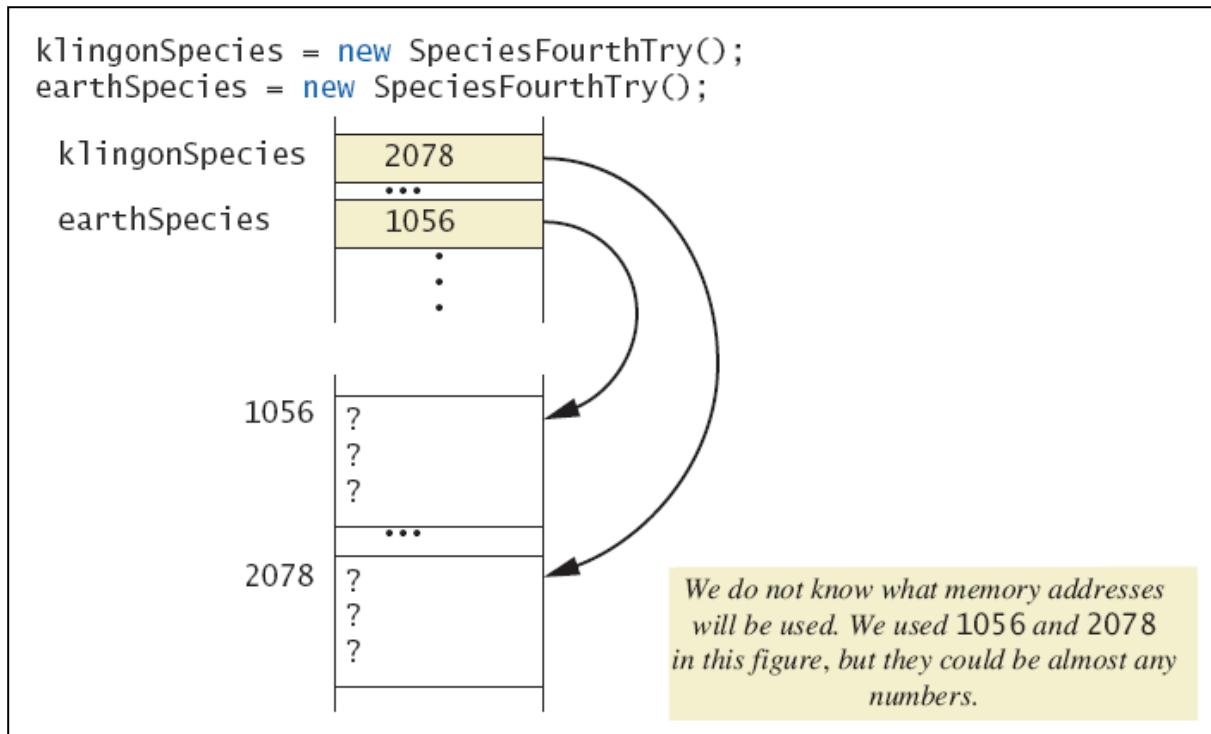 klingonSpecies = new SpeciesFourthTry();
earthSpecies = new SpeciesFourthTry();
klingonSpecies 2078
...
earthSpecies 1056
.
.
.
1056 ?
?
?
...
2078 ?
?
?
We do not know what memory addresses
will be used. We used 1056 and 2078
in this figure, but they could be almost any
numbers.